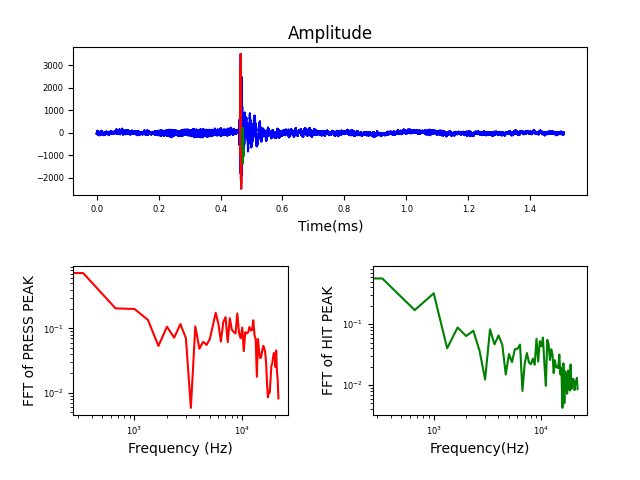 Amplitude
3000
2000
1000
0
−1000
−2000
0.0 0.2 0.4 0.6 0.8 1.0 1.2 1.4
Time(ms)
FFT of PRESS PEAK
10⁻¹
10⁻²
10³ 10⁴
Frequency (Hz)
FFT of HIT PEAK
10⁻¹
10⁻²
10³ 10⁴
Frequency(Hz)